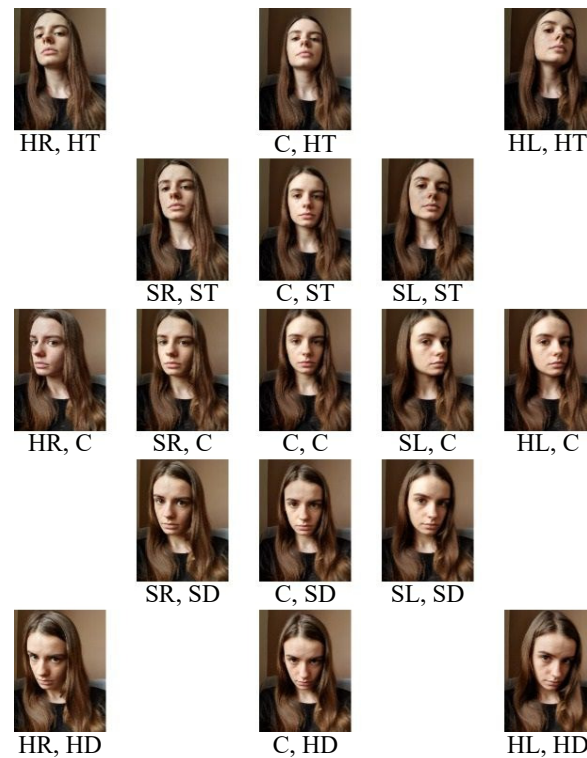 HR, HT C, HT HL, HT
SR, ST C, ST SL, ST
HR, C SR, C C, C SL, C HL, C
SR, SD C, SD SL, SD
HR, HD C, HD HL, HD